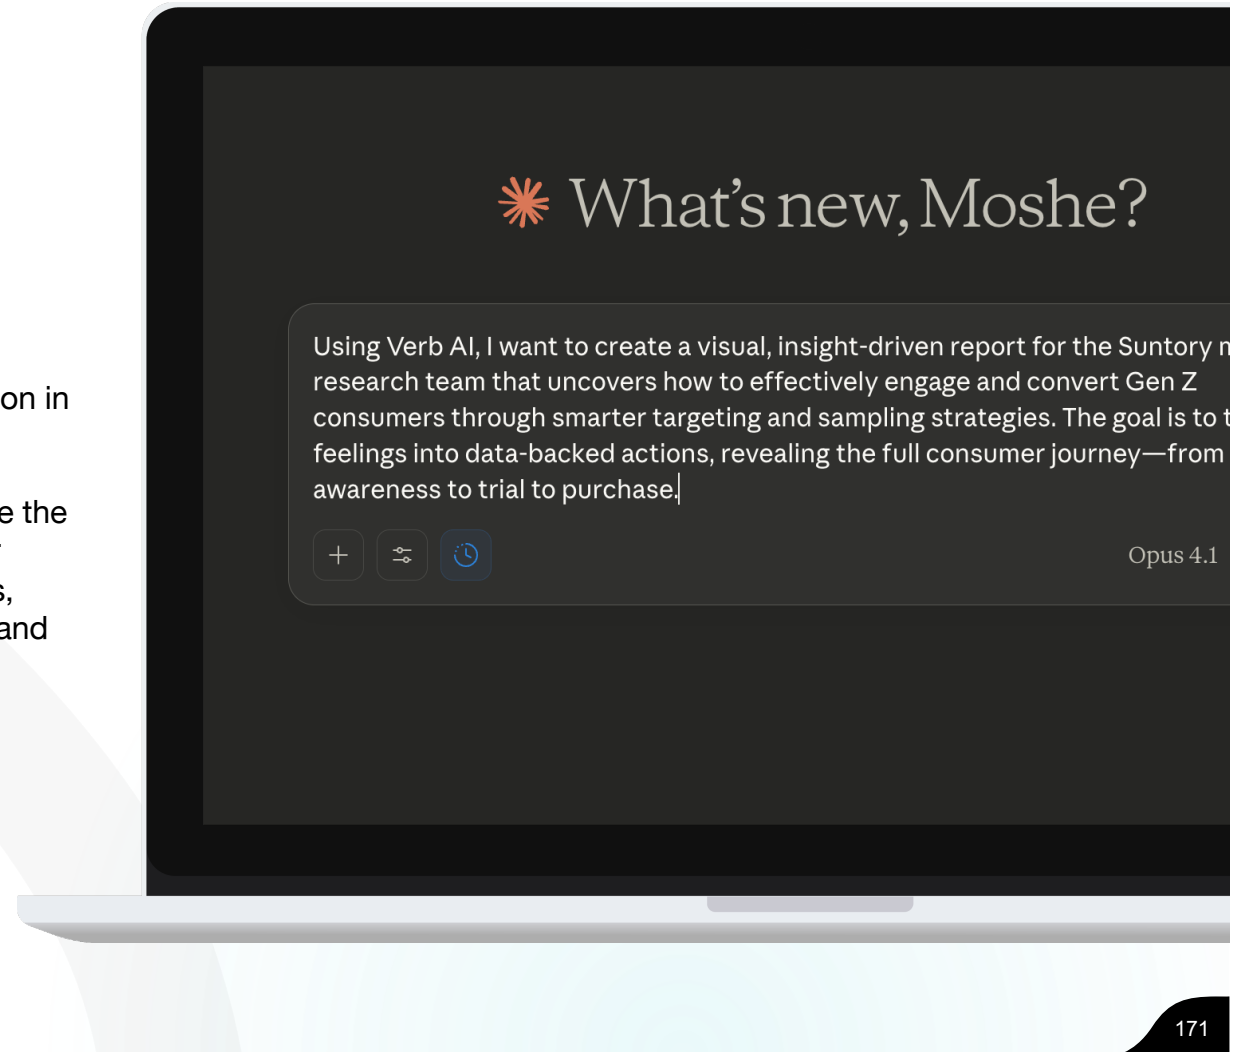 on in
e the
s,
and
What's new, Moshe?
Using Verb AI, I want to create a visual, insight-driven report for the Suntory
research team that uncovers how to effectively engage and convert Gen Z
consumers through smarter targeting and sampling strategies. The goal is to
feelings into data-backed actions, revealing the full consumer journey—from
awareness to trial to purchase.
Opus 4.1
171